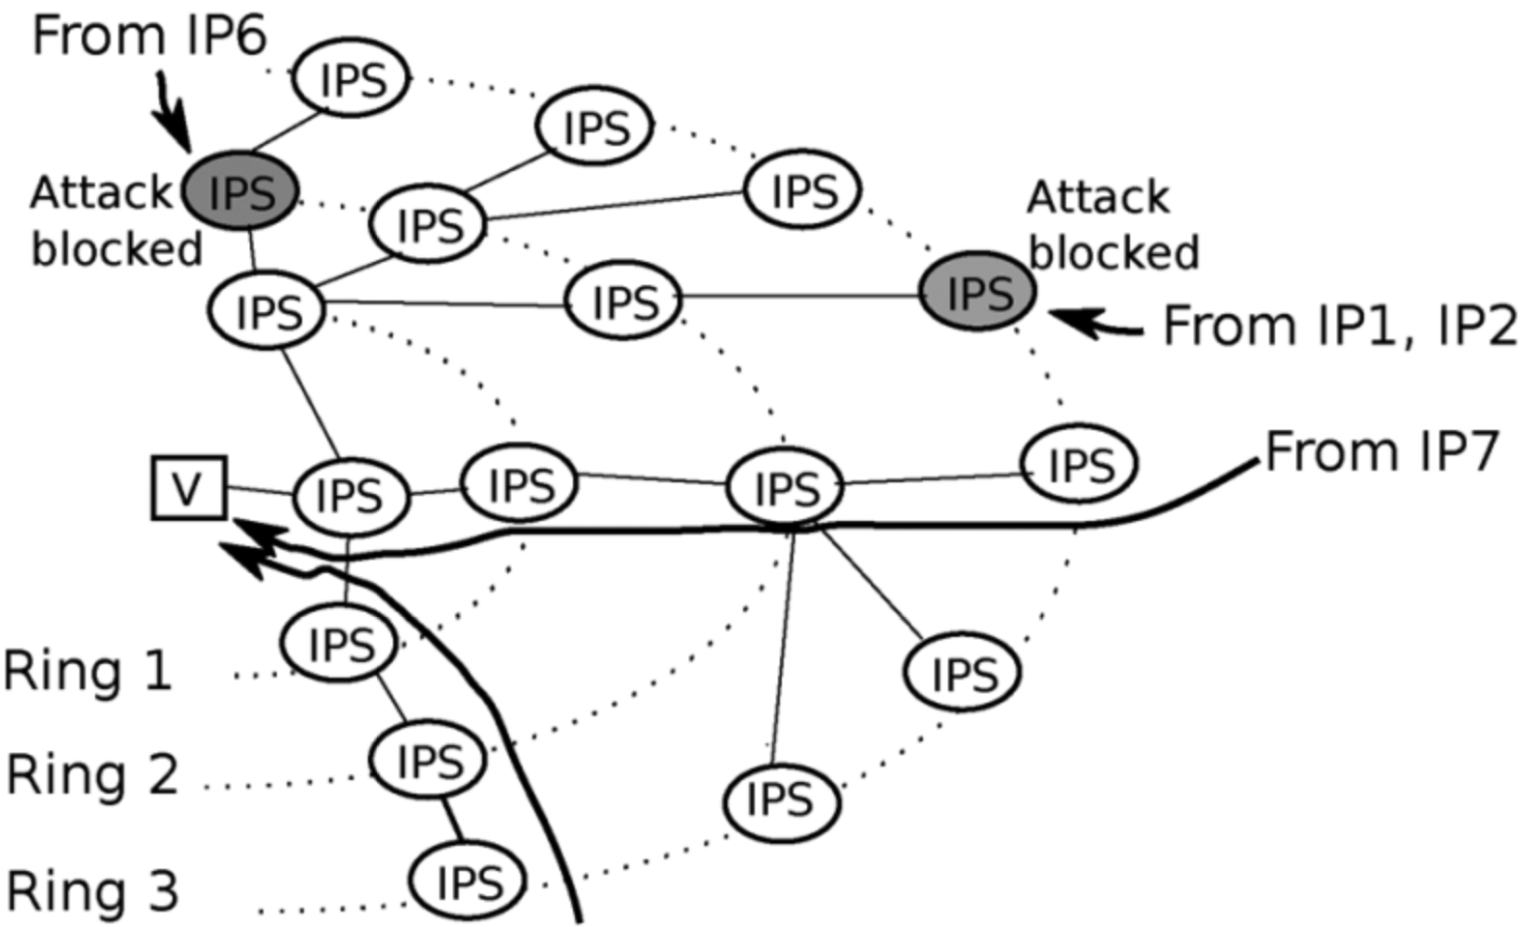 From IP6
IPS
IPS
Attack
blocked
IPS
IPS
IPS
Attack
blocked
IPS
IPS
IPS
From IP1, IP2
From IP7
V
IPS
IPS
IPS
IPS
Ring 1
IPS
IPS
Ring 2
IPS
IPS
Ring 3
IPS